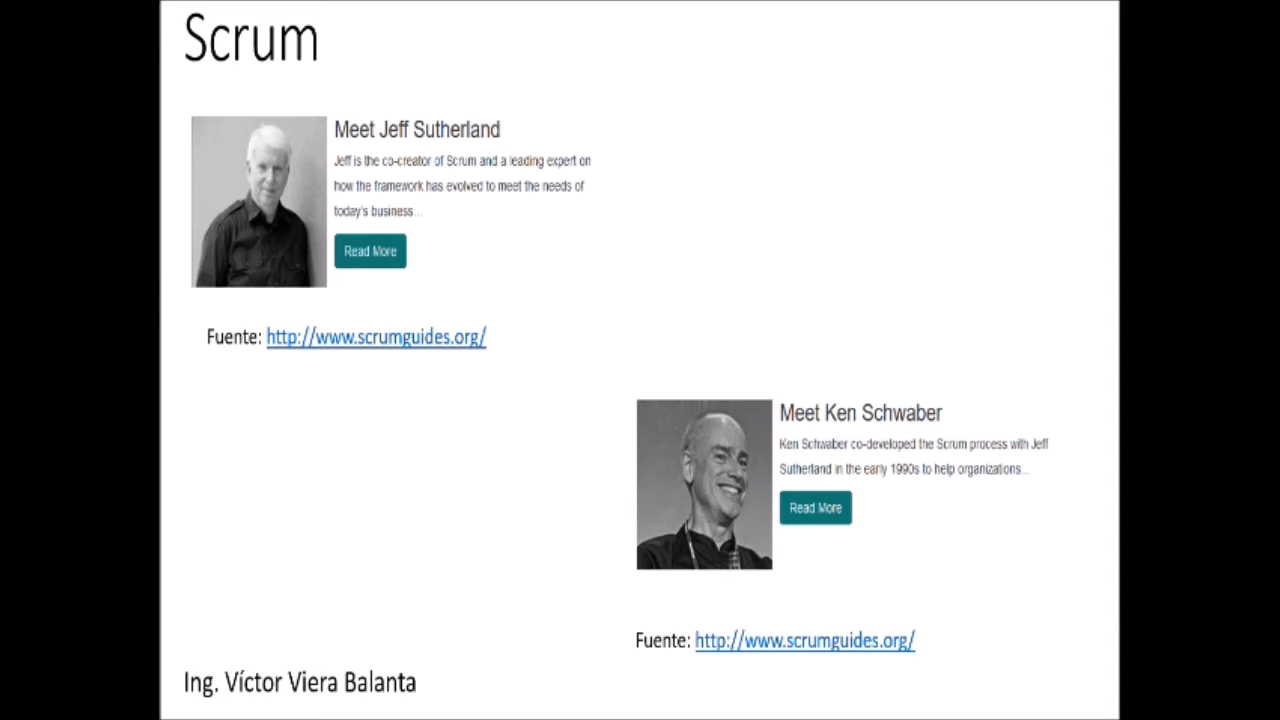 Scrum
Meet Jeff Sutherland
Jeff is the co-creator of Scrum and a leading expert on
how the framework has evolved to meet the needs of
today's business...
Read More
Fuente: http://www.scrumguides.org/
Meet Ken Schwaber
Ken Schwaber co-developed the Scrum process with Jeff
Sutherland in the early 1990s to help organizations...
Read More
Fuente: http://www.scrumguides.org/
Ing. Víctor Viera Balanta